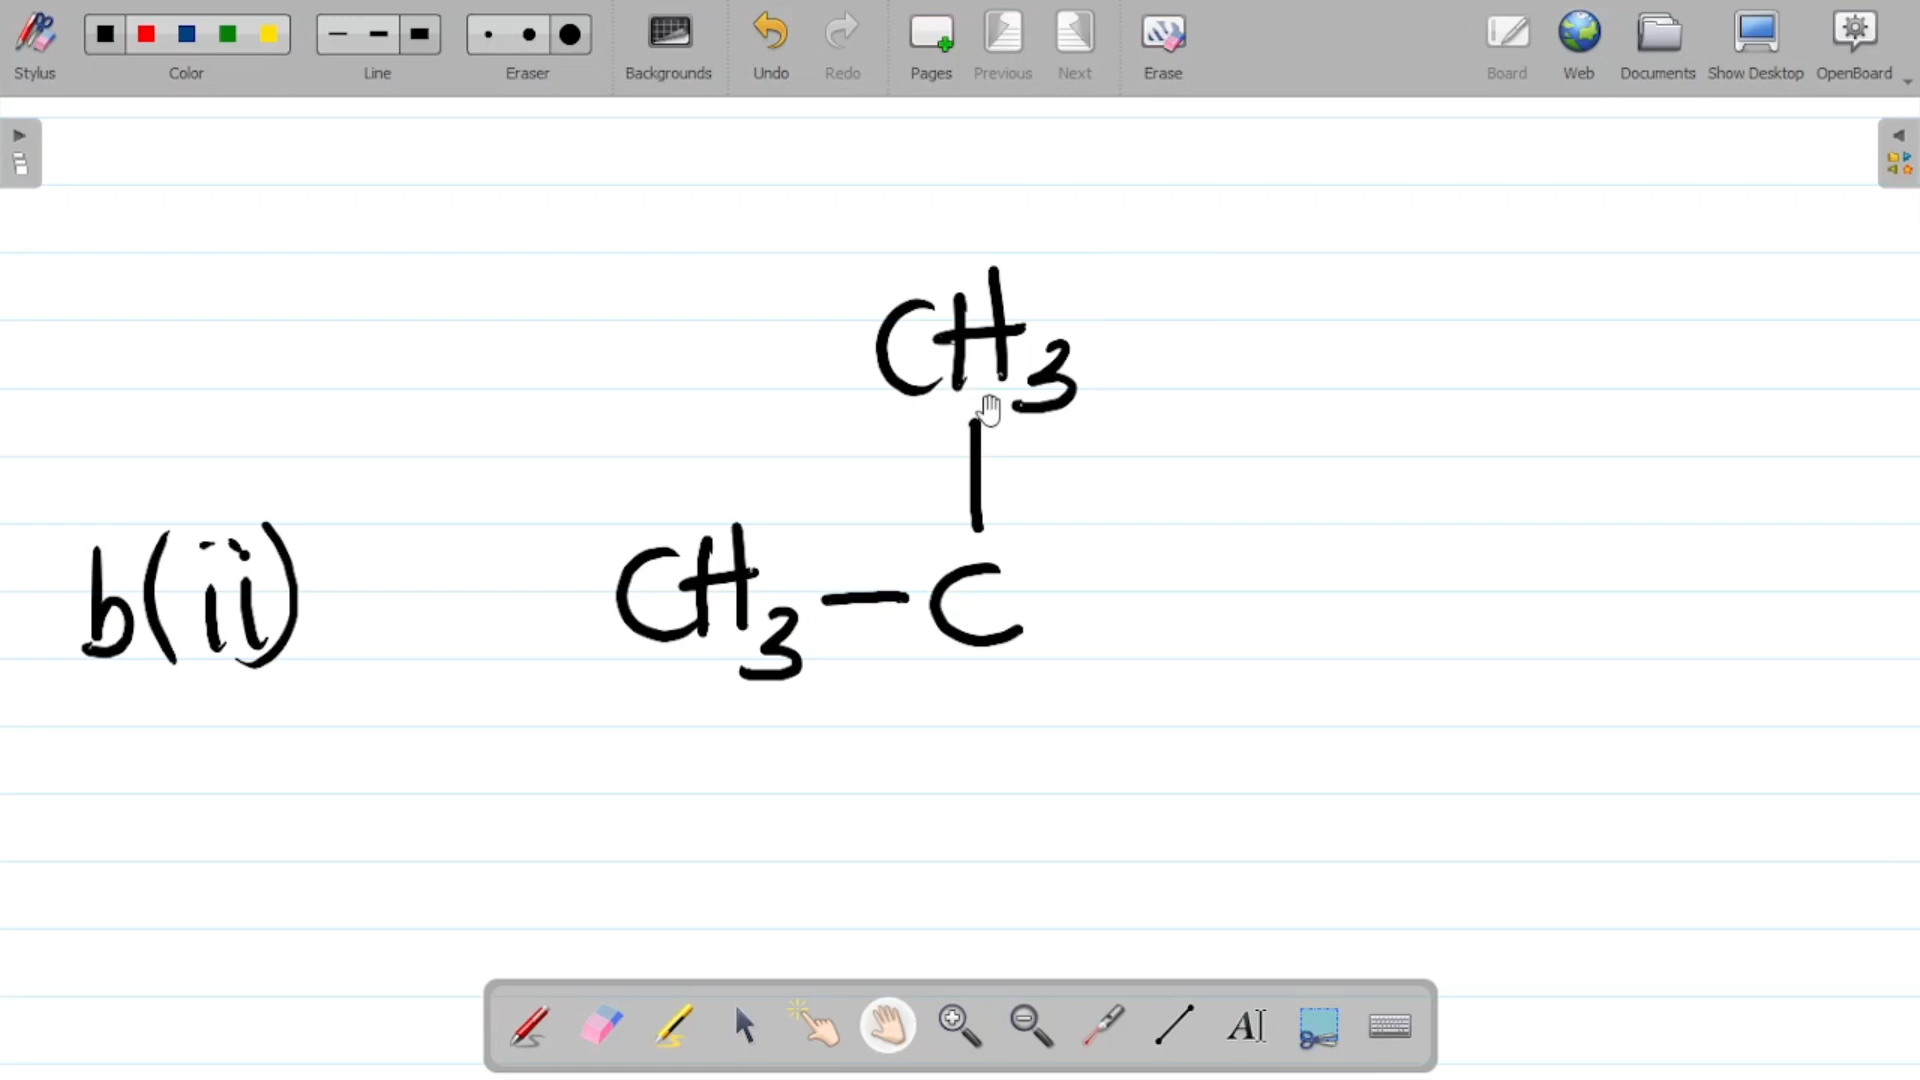 Stylus Color Line Eraser Backgrounds Undo Redo Pages Previous Next Erase Board Web Documents Show Desktop OpenBoard
CH3
|
b(ii) CH3-C
AI